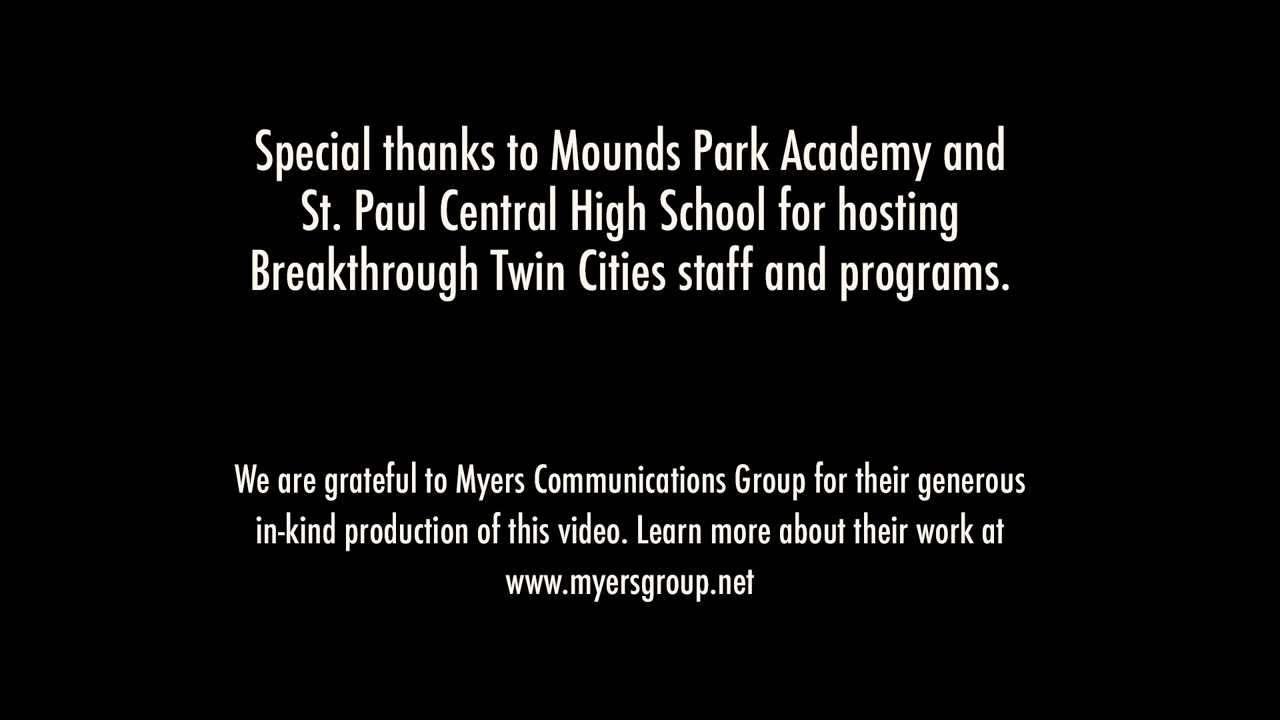 Special thanks to Mounds Park Academy and
St. Paul Central High School for hosting
Breakthrough Twin Cities staff and programs.
We are grateful to Myers Communications Group for their generous
in-kind production of this video. Learn more about their work at
www.myersgroup.net